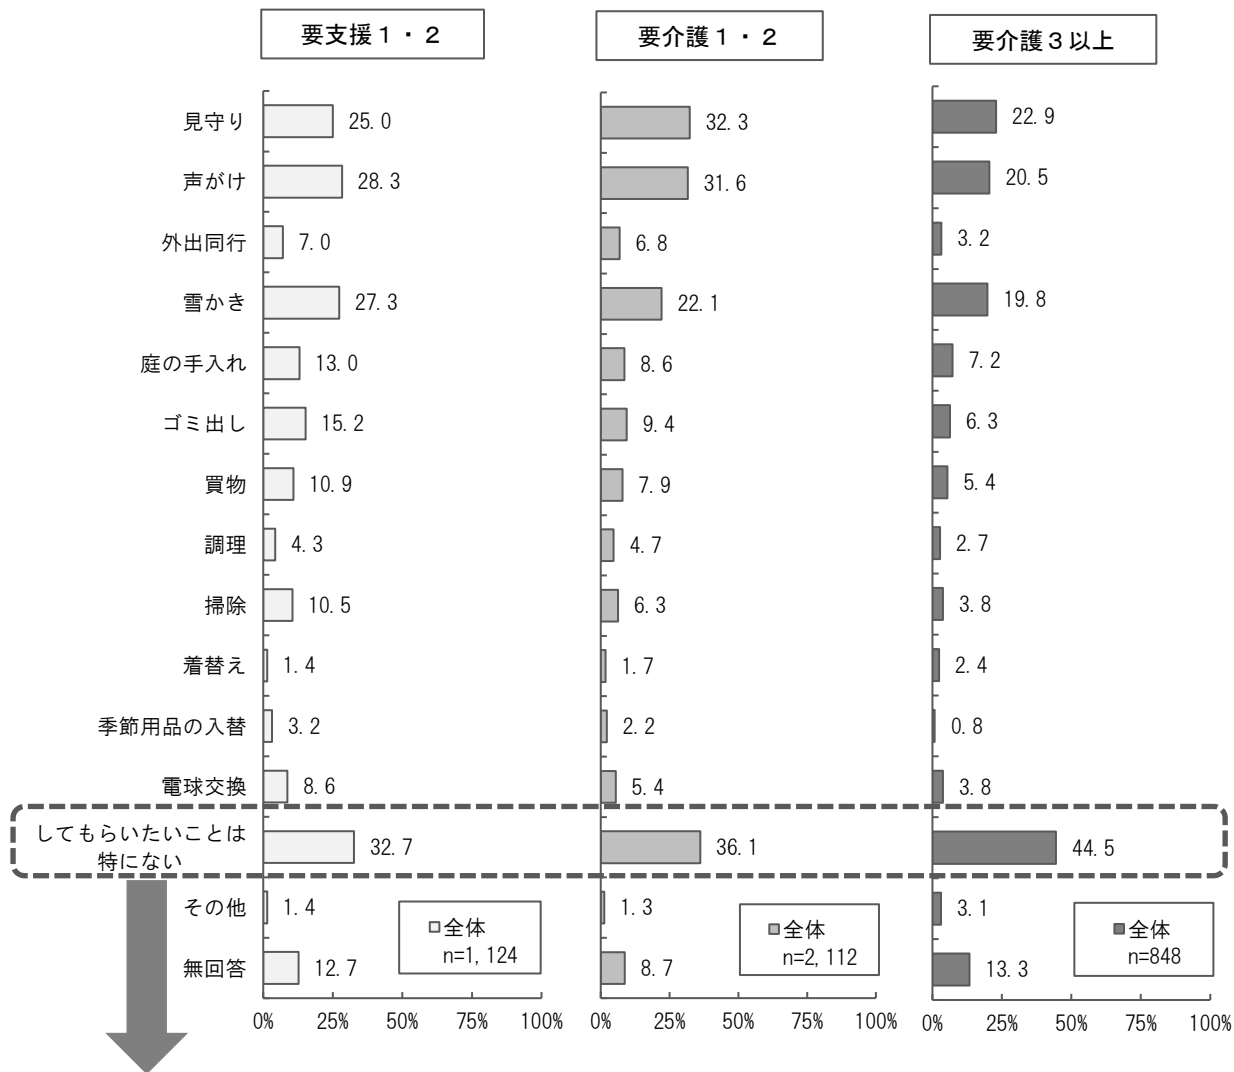 要支援１・２ 要介護１・２ 要介護３以上
見守り 25.0 32.3 22.9
声がけ 28.3 31.6 20.5
外出同行 7.0 6.8 3.2
雪かき 27.3 22.1 19.8
庭の手入れ 13.0 8.6 7.2
ゴミ出し 15.2 9.4 6.3
買物 10.9 7.9 5.4
調理 4.3 4.7 2.7
掃除 10.5 6.3 3.8
着替え 1.4 1.7 2.4
季節用品の入替 3.2 2.2 0.8
電球交換 8.6 5.4 3.8
してもらいたいことは
特にない 32.7 36.1 44.5
その他 1.4 1.3 3.1
無回答 12.7 8.7 13.3
全体
n=1,124
全体
n=2,112
全体
n=848
0% 25% 50% 75% 100% 0% 25% 50% 75% 100% 0% 25% 50% 75% 100%